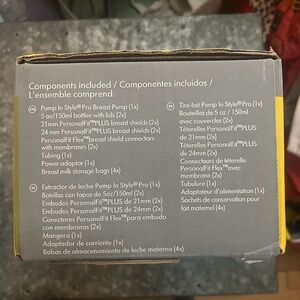 Components included / Componentes incluidos /
L'ensemble comprend:
EN Pump In Style® Pro Breast Pump (1x)
5 oz/150ml bottles with lids (2x)
21mm PersonalFit™PLUS breast shields (2x)
24 mm PersonalFit™PLUS breast shields (2x)
PersonalFit Flex™ breast shield connectors
with membranes (2x)
Tubing (1x)
Power adaptor (1x)
Breast milk storage bags (4x)
ES Extractor de leche Pump In Style® Pro (1x)
Botellas con tapas de 5oz/150ml (2x)
Embudos PersonalFit™PLUS de 21mm (2x)
Embudos PersonalFit™PLUS de 24mm (2x)
Conectores PersonalFit Flex™ para embudo
con membranas (2x)
Manguera (1x)
Adaptador de corriente (1x)
Bolsas de almacenamiento de leche materna (4x)
FR Tire-lait Pump In Style® Pro (1x)
Bouteilles de 5 oz / 150ml
avec couvercles (2x)
Téterelles PersonalFit™PLUS
de 21mm (2x)
Téterelles PersonalFit™PLUS
de 24mm (2x)
Connecteurs de téterelle
PersonalFit Flex™ avec
membrane (2x)
Tubulure (1x)
Adaptateur d'alimentation (1x)
Sachets de conservation pour
lait maternel (4x)